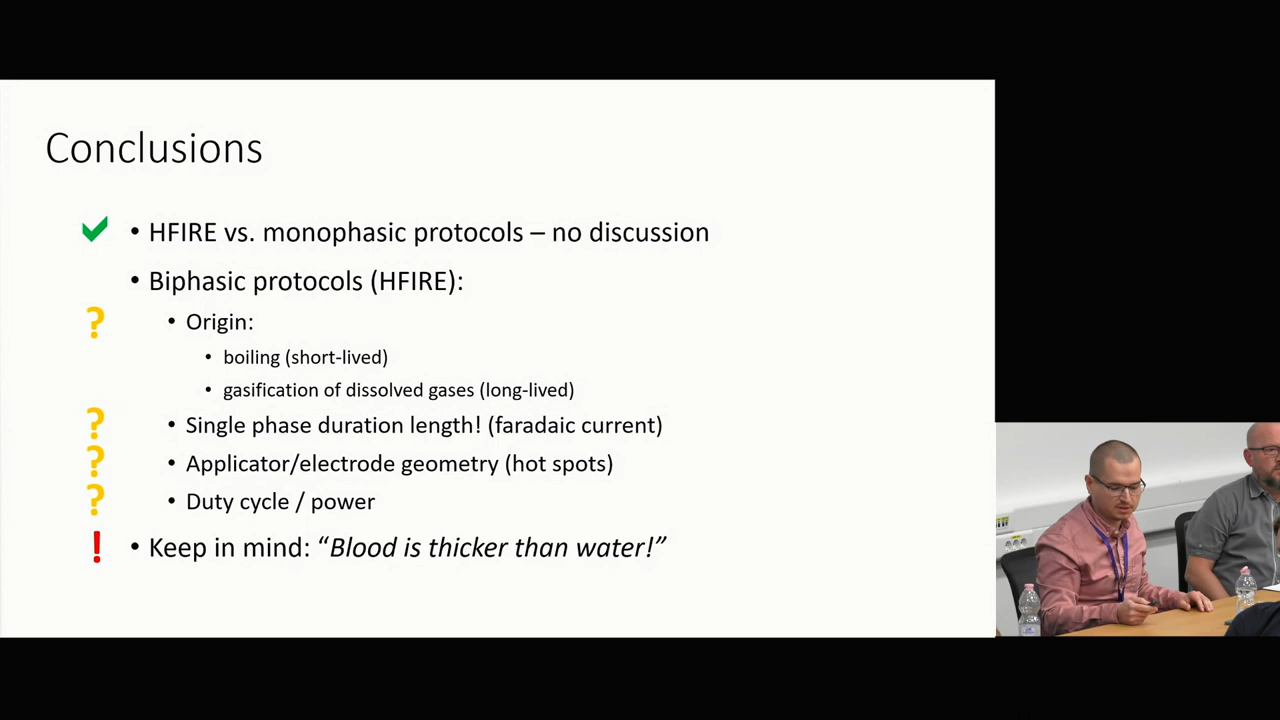 Conclusions
• HFIRE vs. monophasic protocols – no discussion
• Biphasic protocols (HFIRE):
? • Origin:
• boiling (short-lived)
• gasification of dissolved gases (long-lived)
? • Single phase duration length! (faradaic current)
? • Applicator/electrode geometry (hot spots)
? • Duty cycle / power
! • Keep in mind: “Blood is thicker than water!”